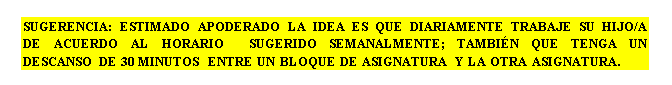 SUGERENCIA: ESTIMADO APODERADO LA IDEA ES QUE DIARIAMENTE TRABAJE SU HIJO/A
DE ACUERDO AL HORARIO SUGERIDO SEMANALMENTE; TAMBIÉN QUE TENGA UN
DESCANSO DE 30 MINUTOS ENTRE UN BLOQUE DE ASIGNATURA Y LA OTRA ASIGNATURA.